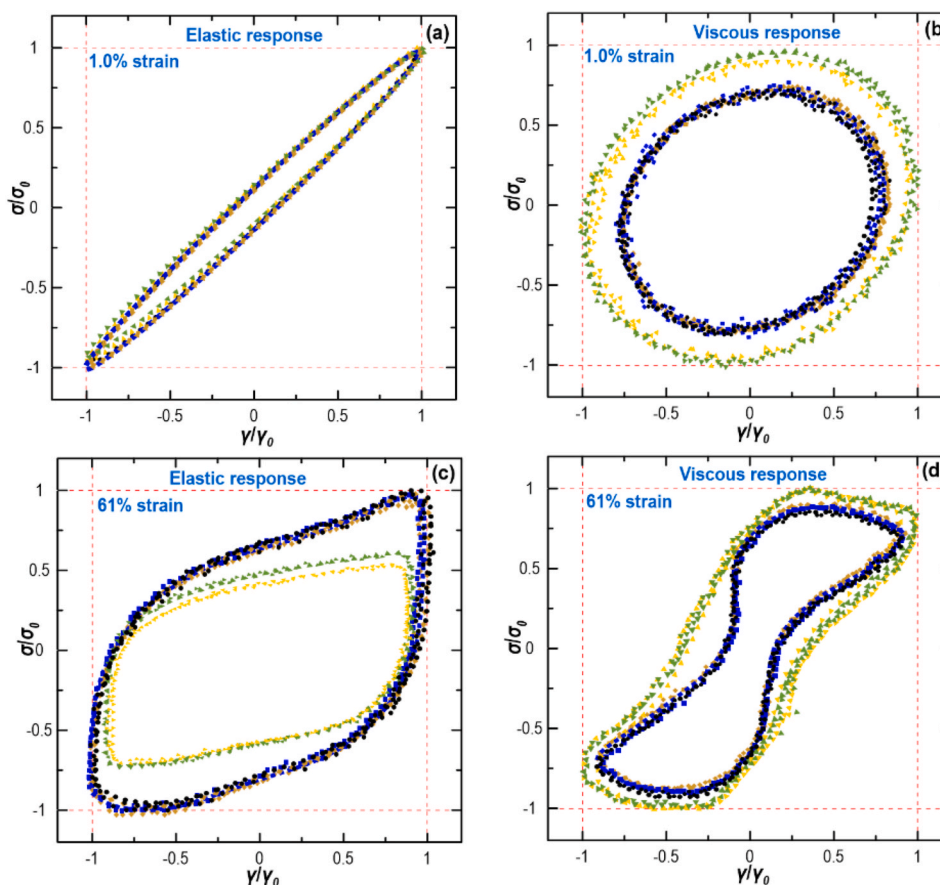 Elastic response
(a)
1.0% strain
1
0.5
0
-0.5
-1
σ/σ0
-1
-0.5
0
0.5
1
γ/γ0
Viscous response
(b)
1.0% strain
1
0.5
0
-0.5
-1
σ/σ0
-1
-0.5
0
0.5
1
γ/γ0
Elastic response
(c)
61% strain
1
0.5
0
-0.5
-1
σ/σ0
-1
-0.5
0
0.5
1
γ/γ0
Viscous response
(d)
61% strain
1
0.5
0
-0.5
-1
σ/σ0
-1
-0.5
0
0.5
1
γ/γ0